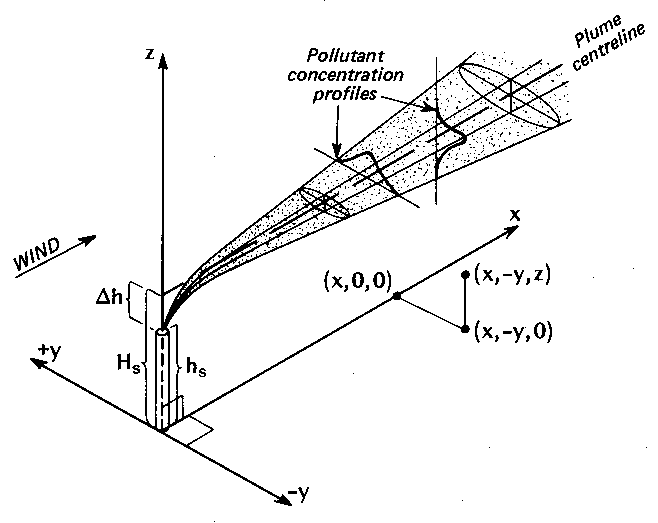 z
Pollutant
concentration
profiles
Plume
centreline
WIND
x
Δh
(x,0,0)
(x,-y,z)
(x,-y,0)
+y
Hs
hs
-y